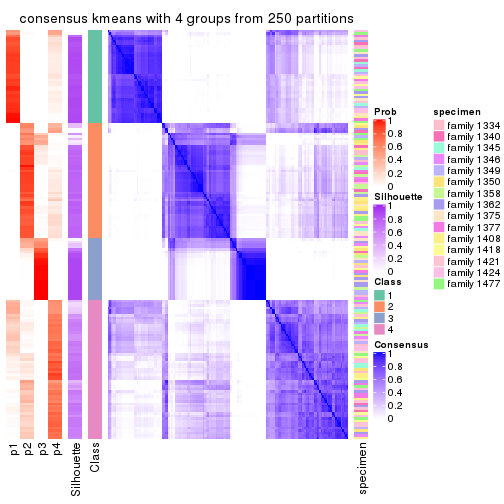 consensus kmeans with 4 groups from 250 partitions
Prob
1
0.8
0.6
0.4
0.2
0
Silhouette
1
0.8
0.6
0.4
0.2
0
Class
1
2
3
4
Consensus
1
0.8
0.6
0.4
0.2
0
specimen
family 1334
family 1340
family 1345
family 1346
family 1349
family 1350
family 1358
family 1362
family 1375
family 1377
family 1408
family 1418
family 1421
family 1424
family 1477
p1
p2
p3
p4
Silhouette
Class
specimen